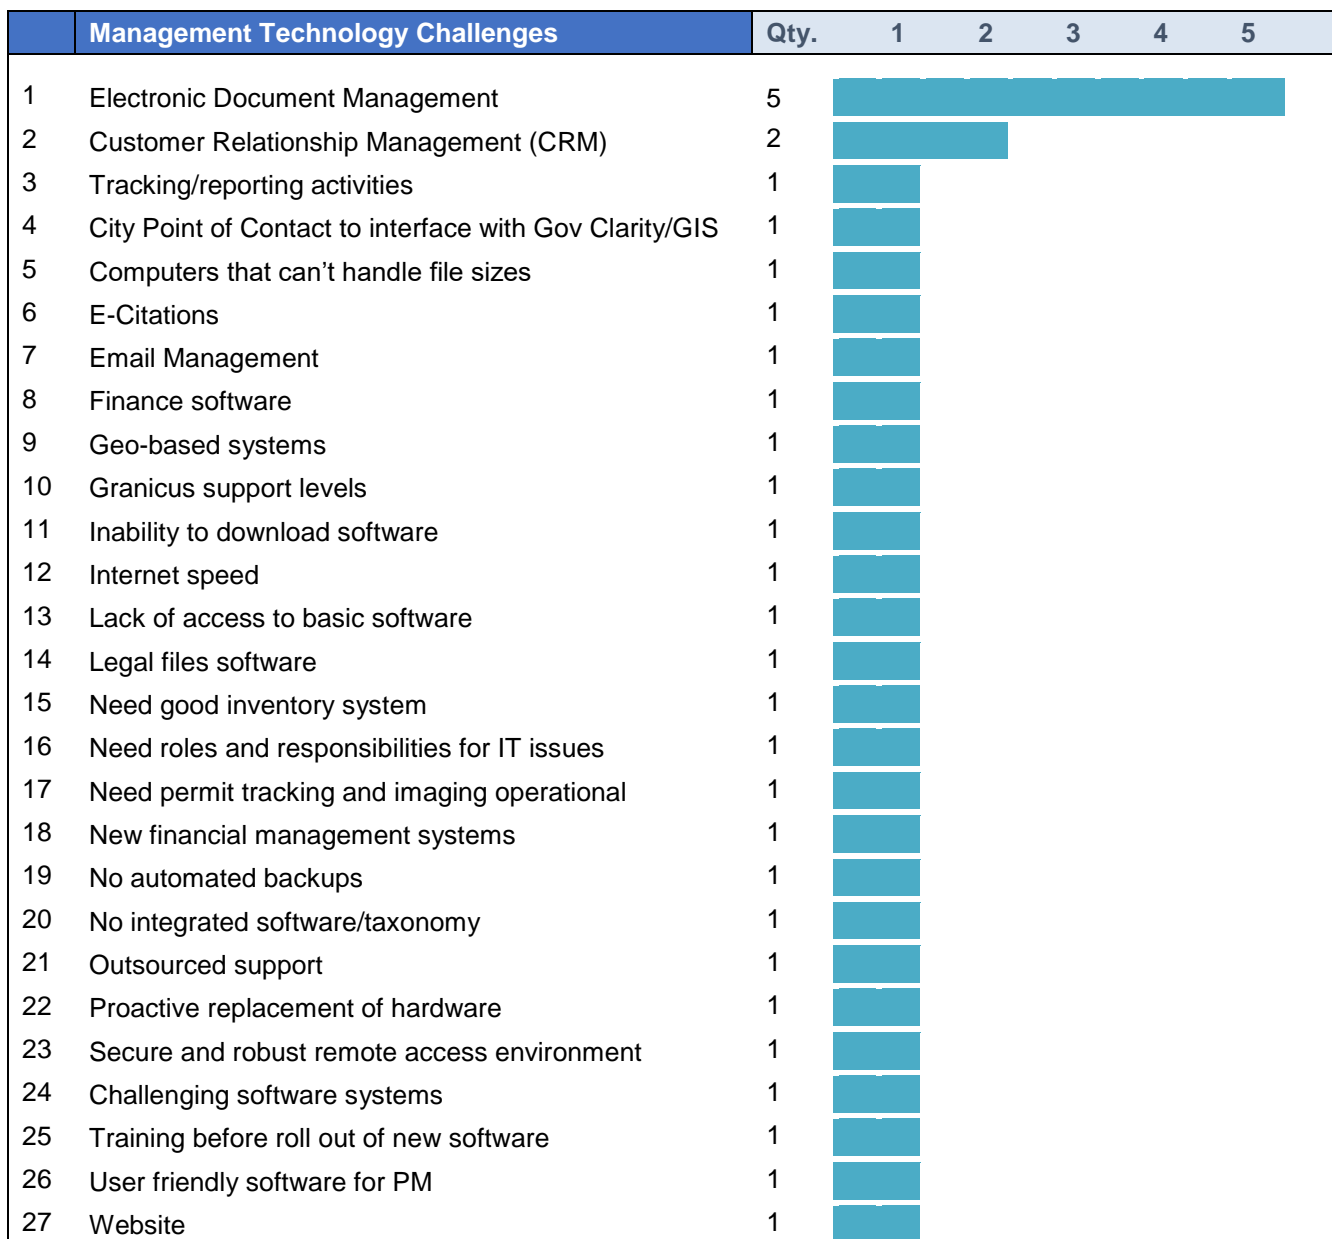 Management Technology Challenges Qty. 1 2 3 4 5
1 Electronic Document Management 5
2 Customer Relationship Management (CRM) 2
3 Tracking/reporting activities 1
4 City Point of Contact to interface with Gov Clarity/GIS 1
5 Computers that can’t handle file sizes 1
6 E-Citations 1
7 Email Management 1
8 Finance software 1
9 Geo-based systems 1
10 Granicus support levels 1
11 Inability to download software 1
12 Internet speed 1
13 Lack of access to basic software 1
14 Legal files software 1
15 Need good inventory system 1
16 Need roles and responsibilities for IT issues 1
17 Need permit tracking and imaging operational 1
18 New financial management systems 1
19 No automated backups 1
20 No integrated software/taxonomy 1
21 Outsourced support 1
22 Proactive replacement of hardware 1
23 Secure and robust remote access environment 1
24 Challenging software systems 1
25 Training before roll out of new software 1
26 User friendly software for PM 1
27 Website 1